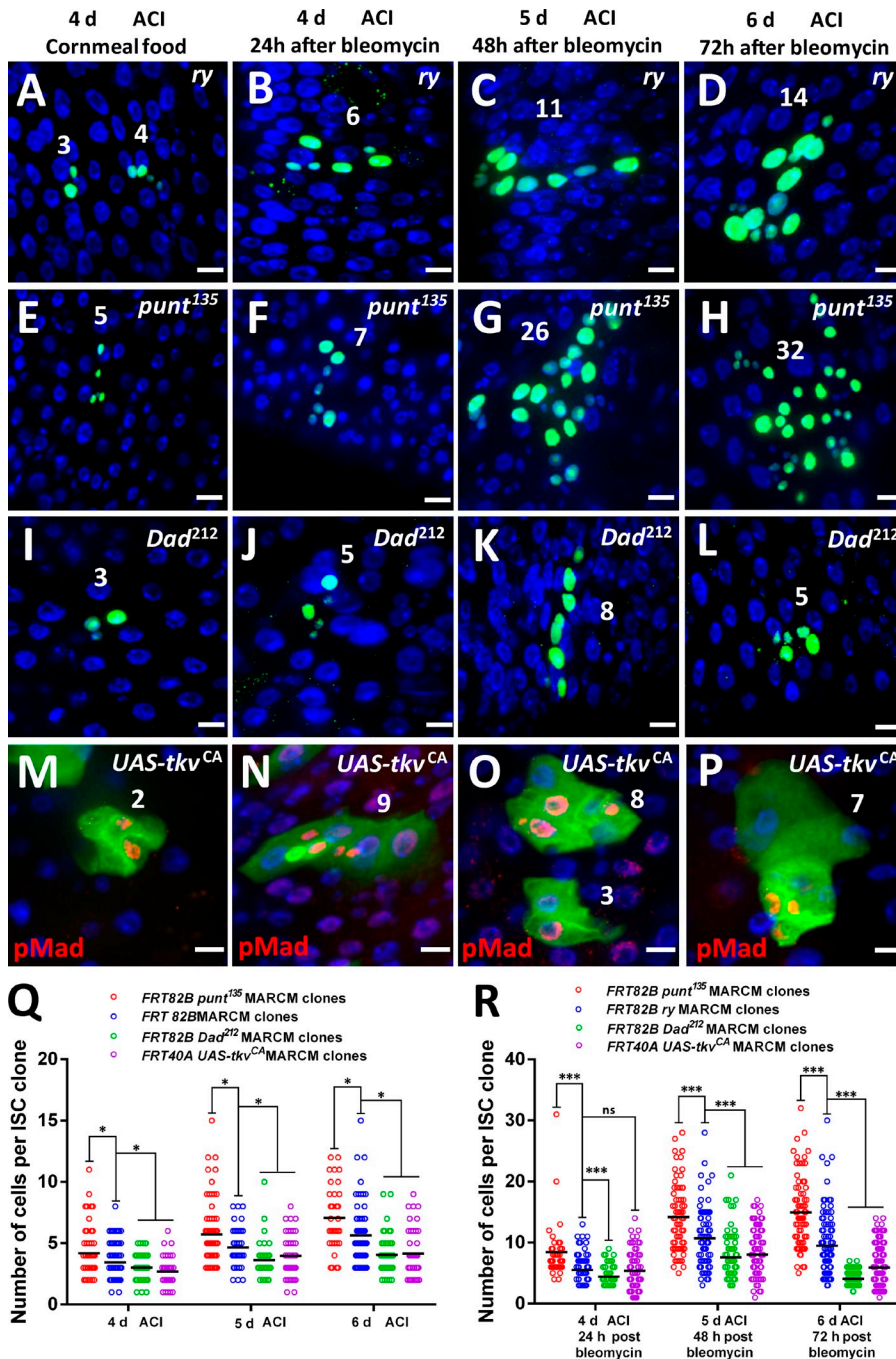 4 d ACI
Cornmeal food
4 d ACI
24h after bleomycin
5 d ACI
48h after bleomycin
6 d ACI
72h after bleomycin
A ry
3 4
B ry
6
C ry
11
D ry
14
E punt135
5
F punt135
7
G punt135
26
H punt135
32
I Dad212
3
J Dad212
5
K Dad212
8
L Dad212
5
M UAS-tkvCA
2
pMad
N UAS-tkvCA
9
pMad
O UAS-tkvCA
8
3
pMad
P UAS-tkvCA
7
pMad
Q
FRT82B punt135 MARCM clones
FRT 82BMARCM clones
FRT82B Dad212 MARCM clones
FRT40A UAS-tkvCAMARCM clones
Number of cells per ISC clone
20
15
10
5
0
* * * * * *
4 d ACI 5 d ACI 6 d ACI
R
FRT82B punt135 MARCM clones
FRT82B ry MARCM clones
FRT82B Dad212 MARCM clones
FRT40A UAS-tkvCA MARCM clones
Number of cells per ISC clone
40
30
20
10
0
*** ns *** *** *** *** ***
4 d ACI 5 d ACI 6 d ACI
24 h post 48 h post 72 h post
bleomycin bleomycin bleomycin